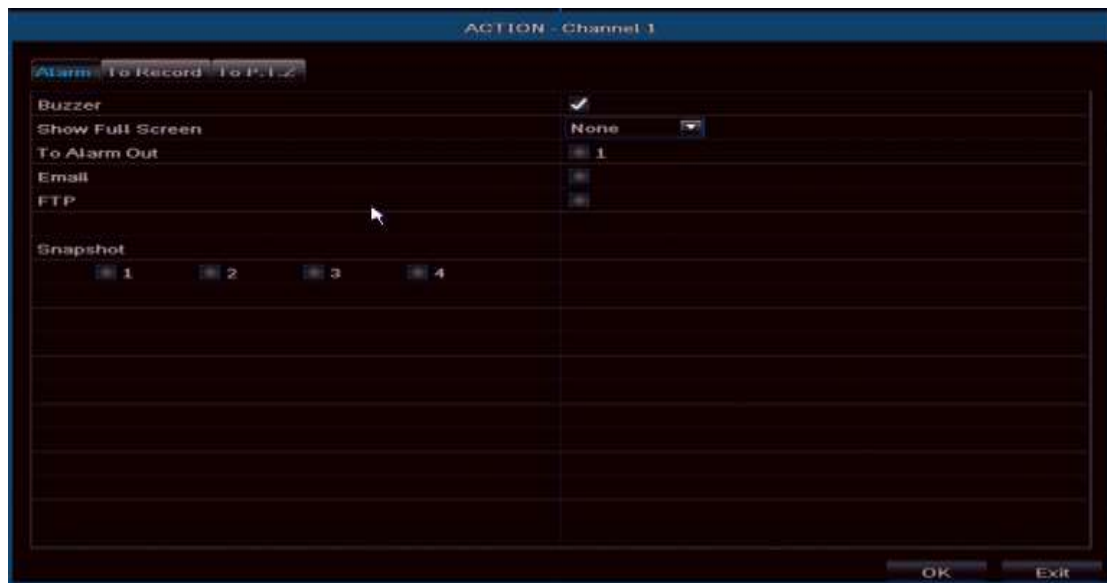 ACTION - Channel 1
Alarm To Record To P.T.Z
Buzzer
Show Full Screen None
To Alarm Out 1
Email
FTP
Snapshot
1 2 3 4
OK Exit